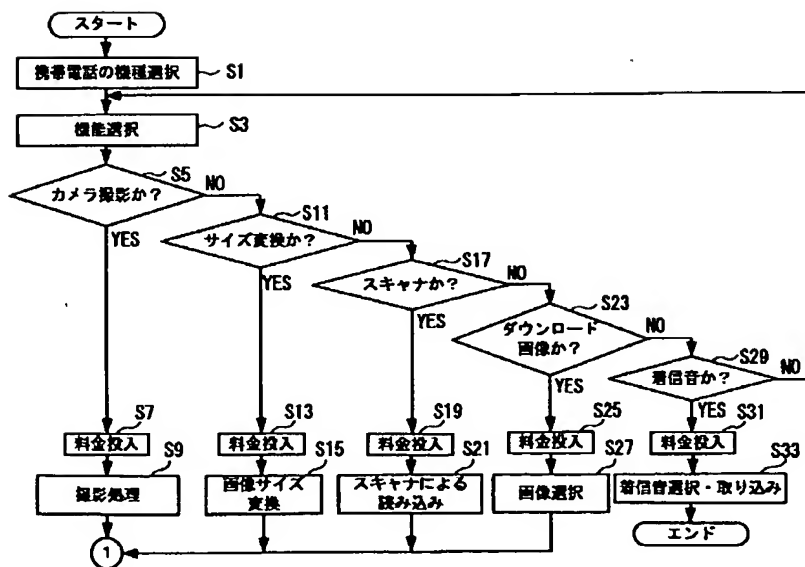 スタート
携帯電話の機種選択
S1
機能選択
S3
カメラ撮影か?
S5
NO
YES
サイズ変換か?
S11
NO
YES
スキャナか?
S17
NO
YES
ダウンロード
画像か?
S23
NO
YES
着信音か?
S29
NO
YES
料金投入
S7
料金投入
S13
料金投入
S19
料金投入
S25
料金投入
S31
撮影処理
S9
画像サイズ
変換
S15
スキャナによる
読み込み
S21
画像選択
S27
着信音選択・取り込み
S33
1
エンド